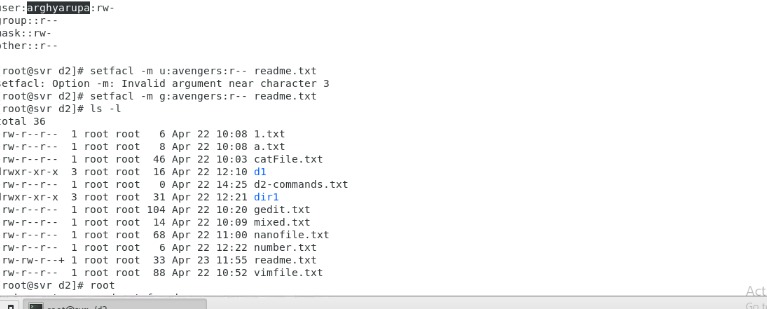 ser:arghyarupa:rw-
group::r--
mask::rw-
other::r--
root@svr d2]# setfacl -m u:avengers:r-- readme.txt
setfacl: Option -m: Invalid argument near character 3
root@svr d2]# setfacl -m g:avengers:r-- readme.txt
root@svr d2]# ls -l
total 36
rw-r--r-- 1 root root 6 Apr 22 10:08 1.txt
rw-r--r-- 1 root root 8 Apr 22 10:08 a.txt
rw-r--r-- 1 root root 46 Apr 22 10:03 catFile.txt
drwxr-xr-x 3 root root 16 Apr 22 12:10 d1
rw-r--r-- 1 root root 0 Apr 22 14:25 d2-commands.txt
drwxr-xr-x 3 root root 31 Apr 22 12:21 dir1
rw-r--r-- 1 root root 104 Apr 22 10:20 gedit.txt
rw-r--r-- 1 root root 14 Apr 22 10:09 mixed.txt
rw-r--r-- 1 root root 68 Apr 22 11:00 nanofile.txt
rw-r--r-- 1 root root 6 Apr 22 12:22 number.txt
rw-rw-r--+ 1 root root 33 Apr 23 11:55 readme.txt
rw-r--r-- 1 root root 88 Apr 22 10:52 vimfile.txt
root@svr d2]# root
Act
Go t